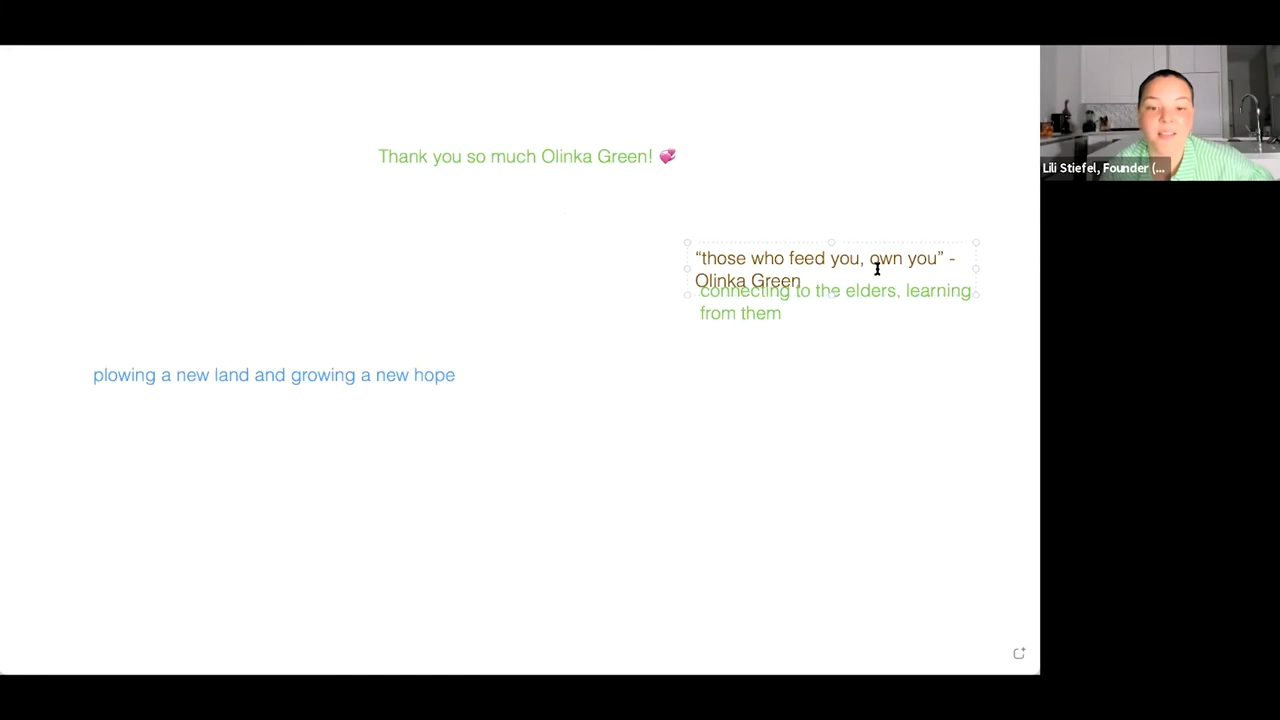 Thank you so much Olinka Green! 💞
Lili Stiefel, Founder (...
“those who feed you, own you” -
Olinka Green
connecting to the elders, learning
from them
plowing a new land and growing a new hope